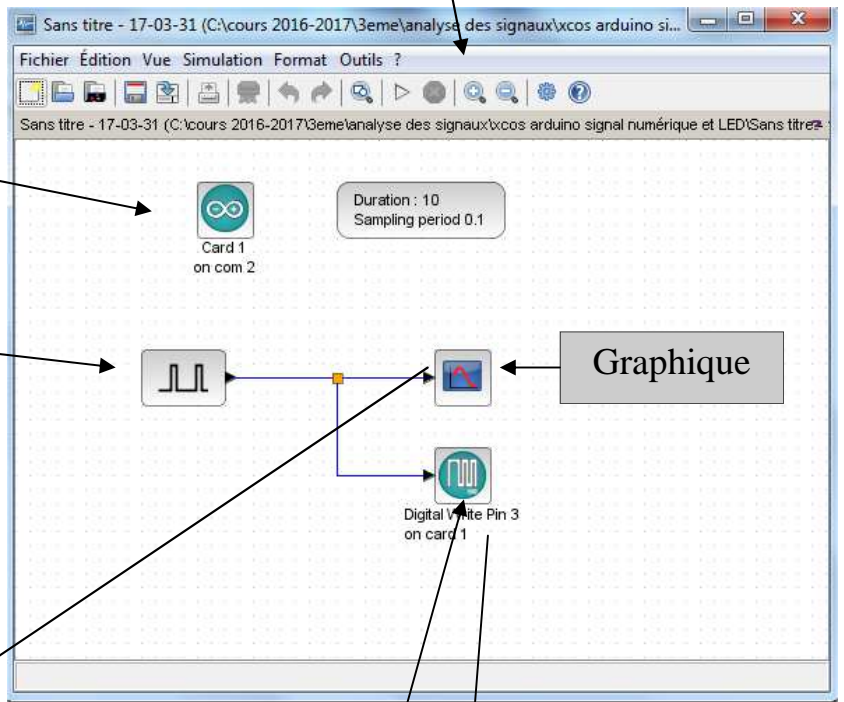 Sans titre - 17-03-31 (C:\cours 2016-2017\3eme\analyse des signaux\xcos arduino si...
Fichier Édition Vue Simulation Format Outils ?
Sans titre - 17-03-31 (C:\cours 2016-2017\3eme\analyse des signaux\xcos arduino signal numérique et LED\Sans titre
Duration : 10
Sampling period 0.1
Card 1
on com 2
Graphique
Digital Write Pin 3
on card 1